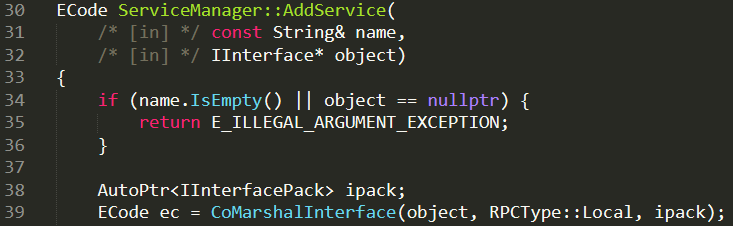 30 ECode ServiceManager::AddService(
31     /* [in] */ const String& name,
32     /* [in] */ IInterface* object)
33 {
34     if (name.IsEmpty() || object == nullptr) {
35         return E_ILLEGAL_ARGUMENT_EXCEPTION;
36     }
37
38     AutoPtr<IInterfacePack> ipack;
39     ECode ec = CoMarshalInterface(object, RPCType::Local, ipack);